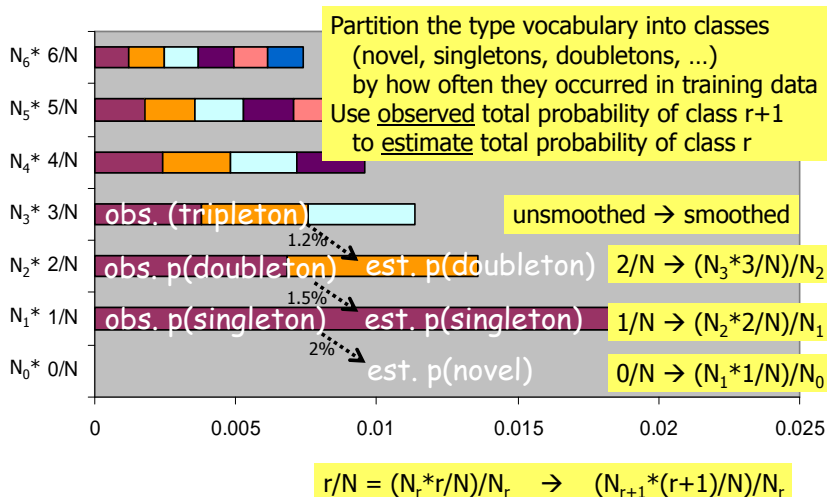 Partition the type vocabulary into classes
(novel, singletons, doubletons, …)
by how often they occurred in training data
Use observed total probability of class r+1
to estimate total probability of class r
N₆* 6/N
N₅* 5/N
N₄* 4/N
N₃* 3/N
obs. (tripleton)
unsmoothed → smoothed
1.2%
N₂* 2/N
obs. p(doubleton)
est. p(doubleton)
2/N → (N₃*3/N)/N₂
1.5%
N₁* 1/N
obs. p(singleton)
est. p(singleton)
1/N → (N₂*2/N)/N₁
2%
N₀* 0/N
est. p(novel)
0/N → (N₁*1/N)/N₀
0 0.005 0.01 0.015 0.02 0.025
r/N = (Nᵣ*r/N)/Nᵣ → (Nᵣ₊₁*(r+1)/N)/Nᵣ